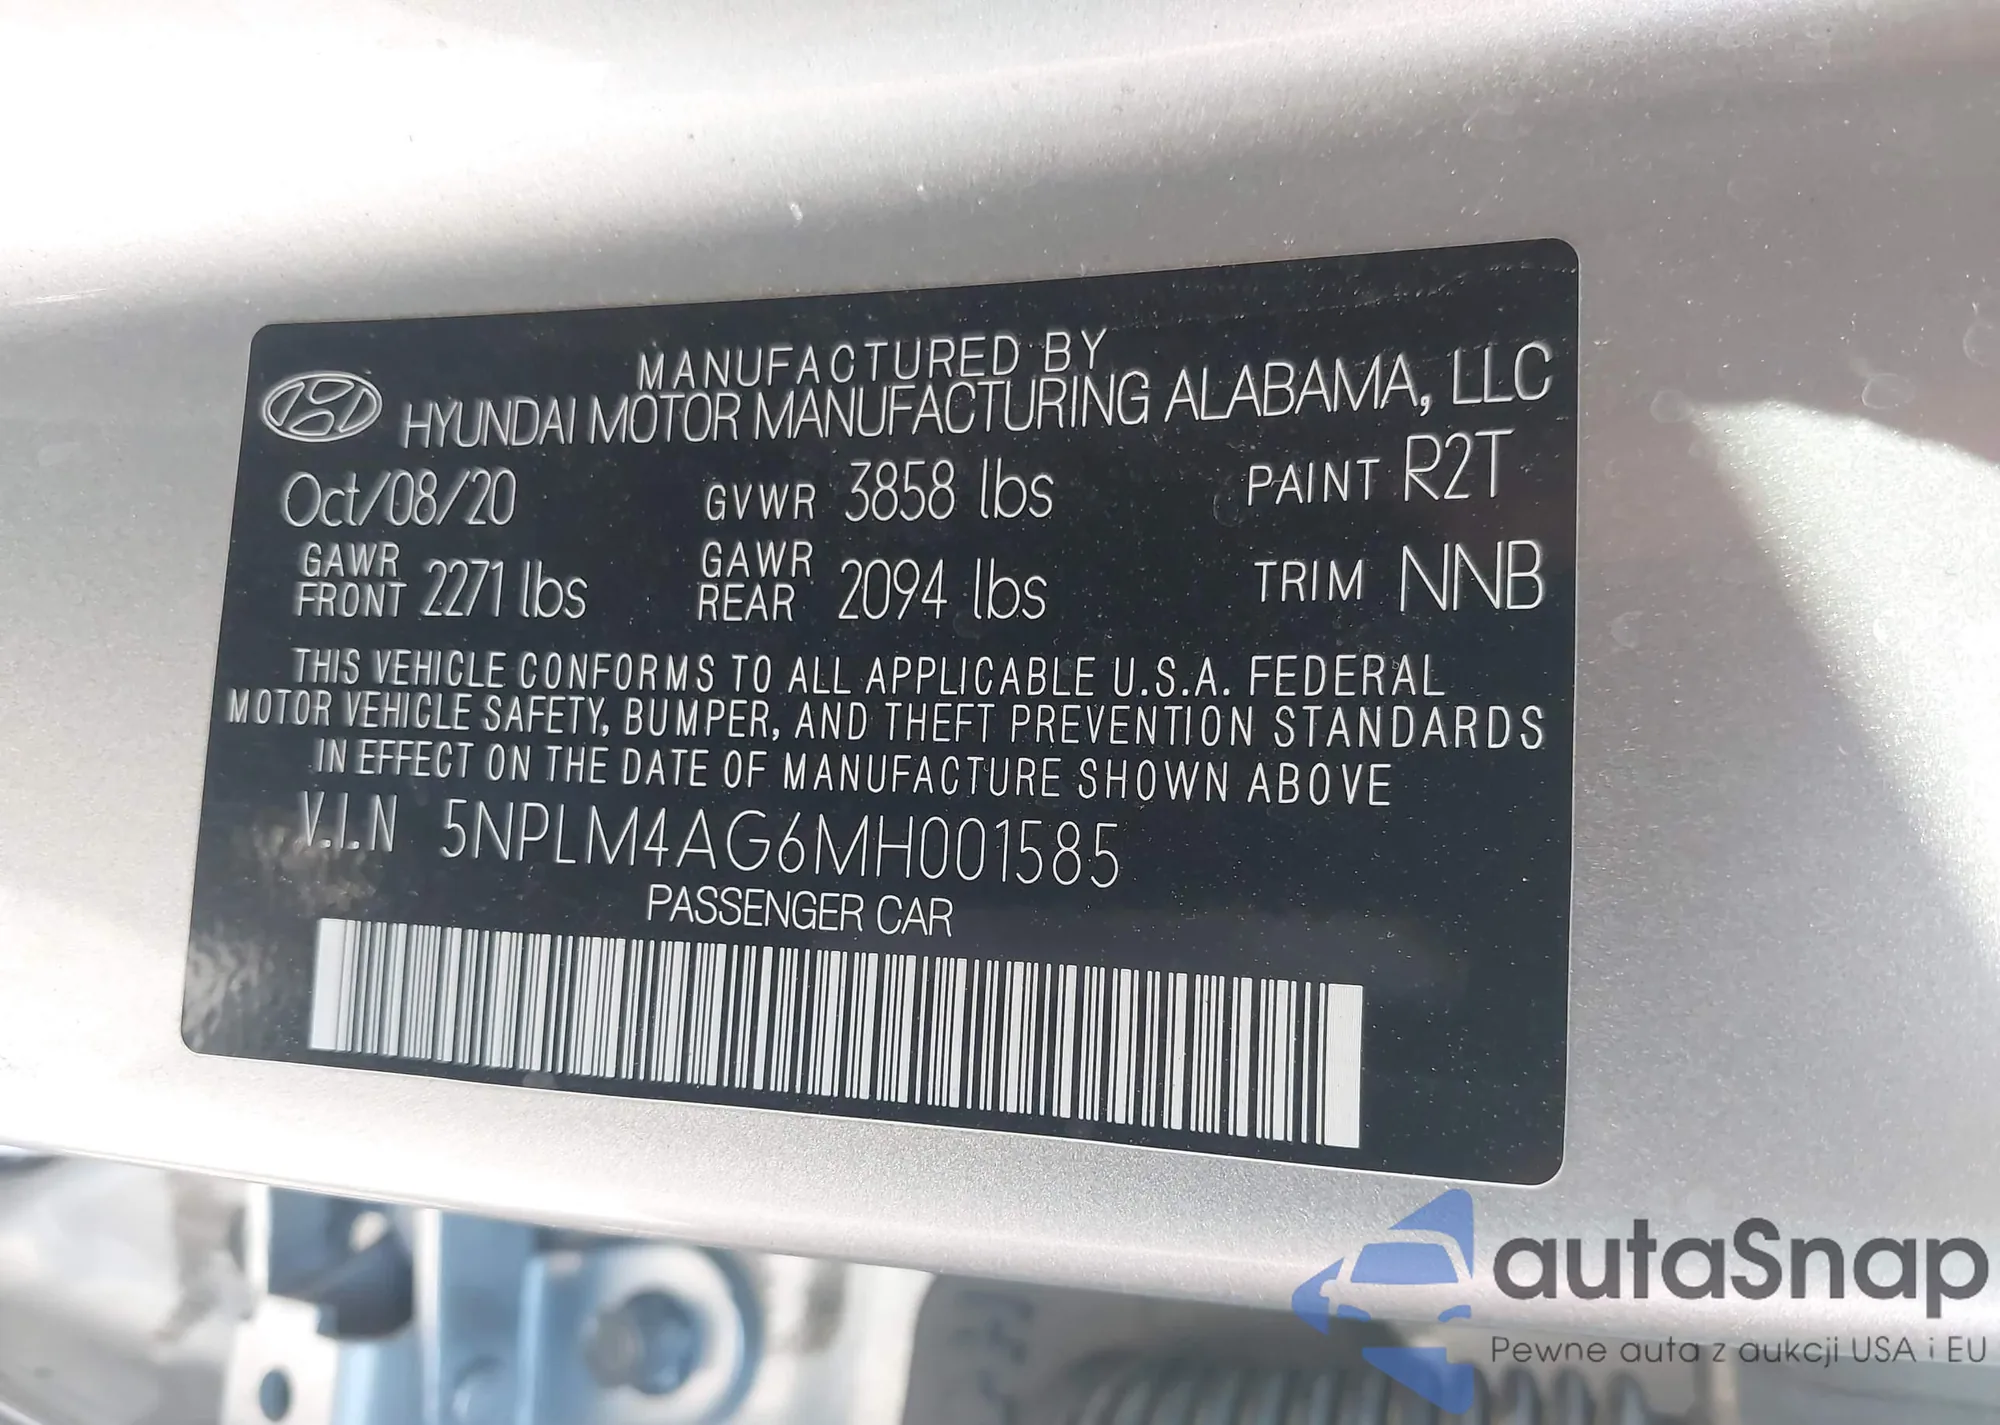 MANUFACTURED BY
HYUNDAI MOTOR MANUFACTURING ALABAMA, LLC
Oct/08/20 GVWR 3858 lbs PAINT R2T
GAWR FRONT 2271 lbs GAWR REAR 2094 lbs TRIM NNB
THIS VEHICLE CONFORMS TO ALL APPLICABLE U.S.A. FEDERAL
MOTOR VEHICLE SAFETY, BUMPER, AND THEFT PREVENTION STANDARDS
IN EFFECT ON THE DATE OF MANUFACTURE SHOWN ABOVE
V.I.N 5NPLM4AG6MH001585
PASSENGER CAR
autaSnap
Pewne auta z aukcji USA i EU